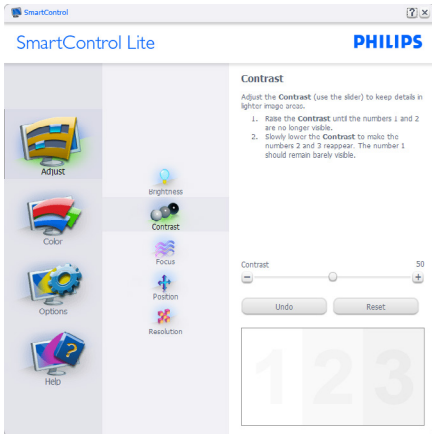 SmartControl
SmartControl Lite
PHILIPS
Adjust
Color
Options
Help
Brightness
Contrast
Focus
Position
Resolution
Contrast
Adjust the Contrast (use the slider) to keep details in
lighter image areas.
1. Raise the Contrast until the numbers 1 and 2
are no longer visible.
2. Slowly lower the Contrast to make the
numbers 2 and 3 reappear. The number 1
should remain barely visible.
Contrast 50
Undo Reset
1 2 3